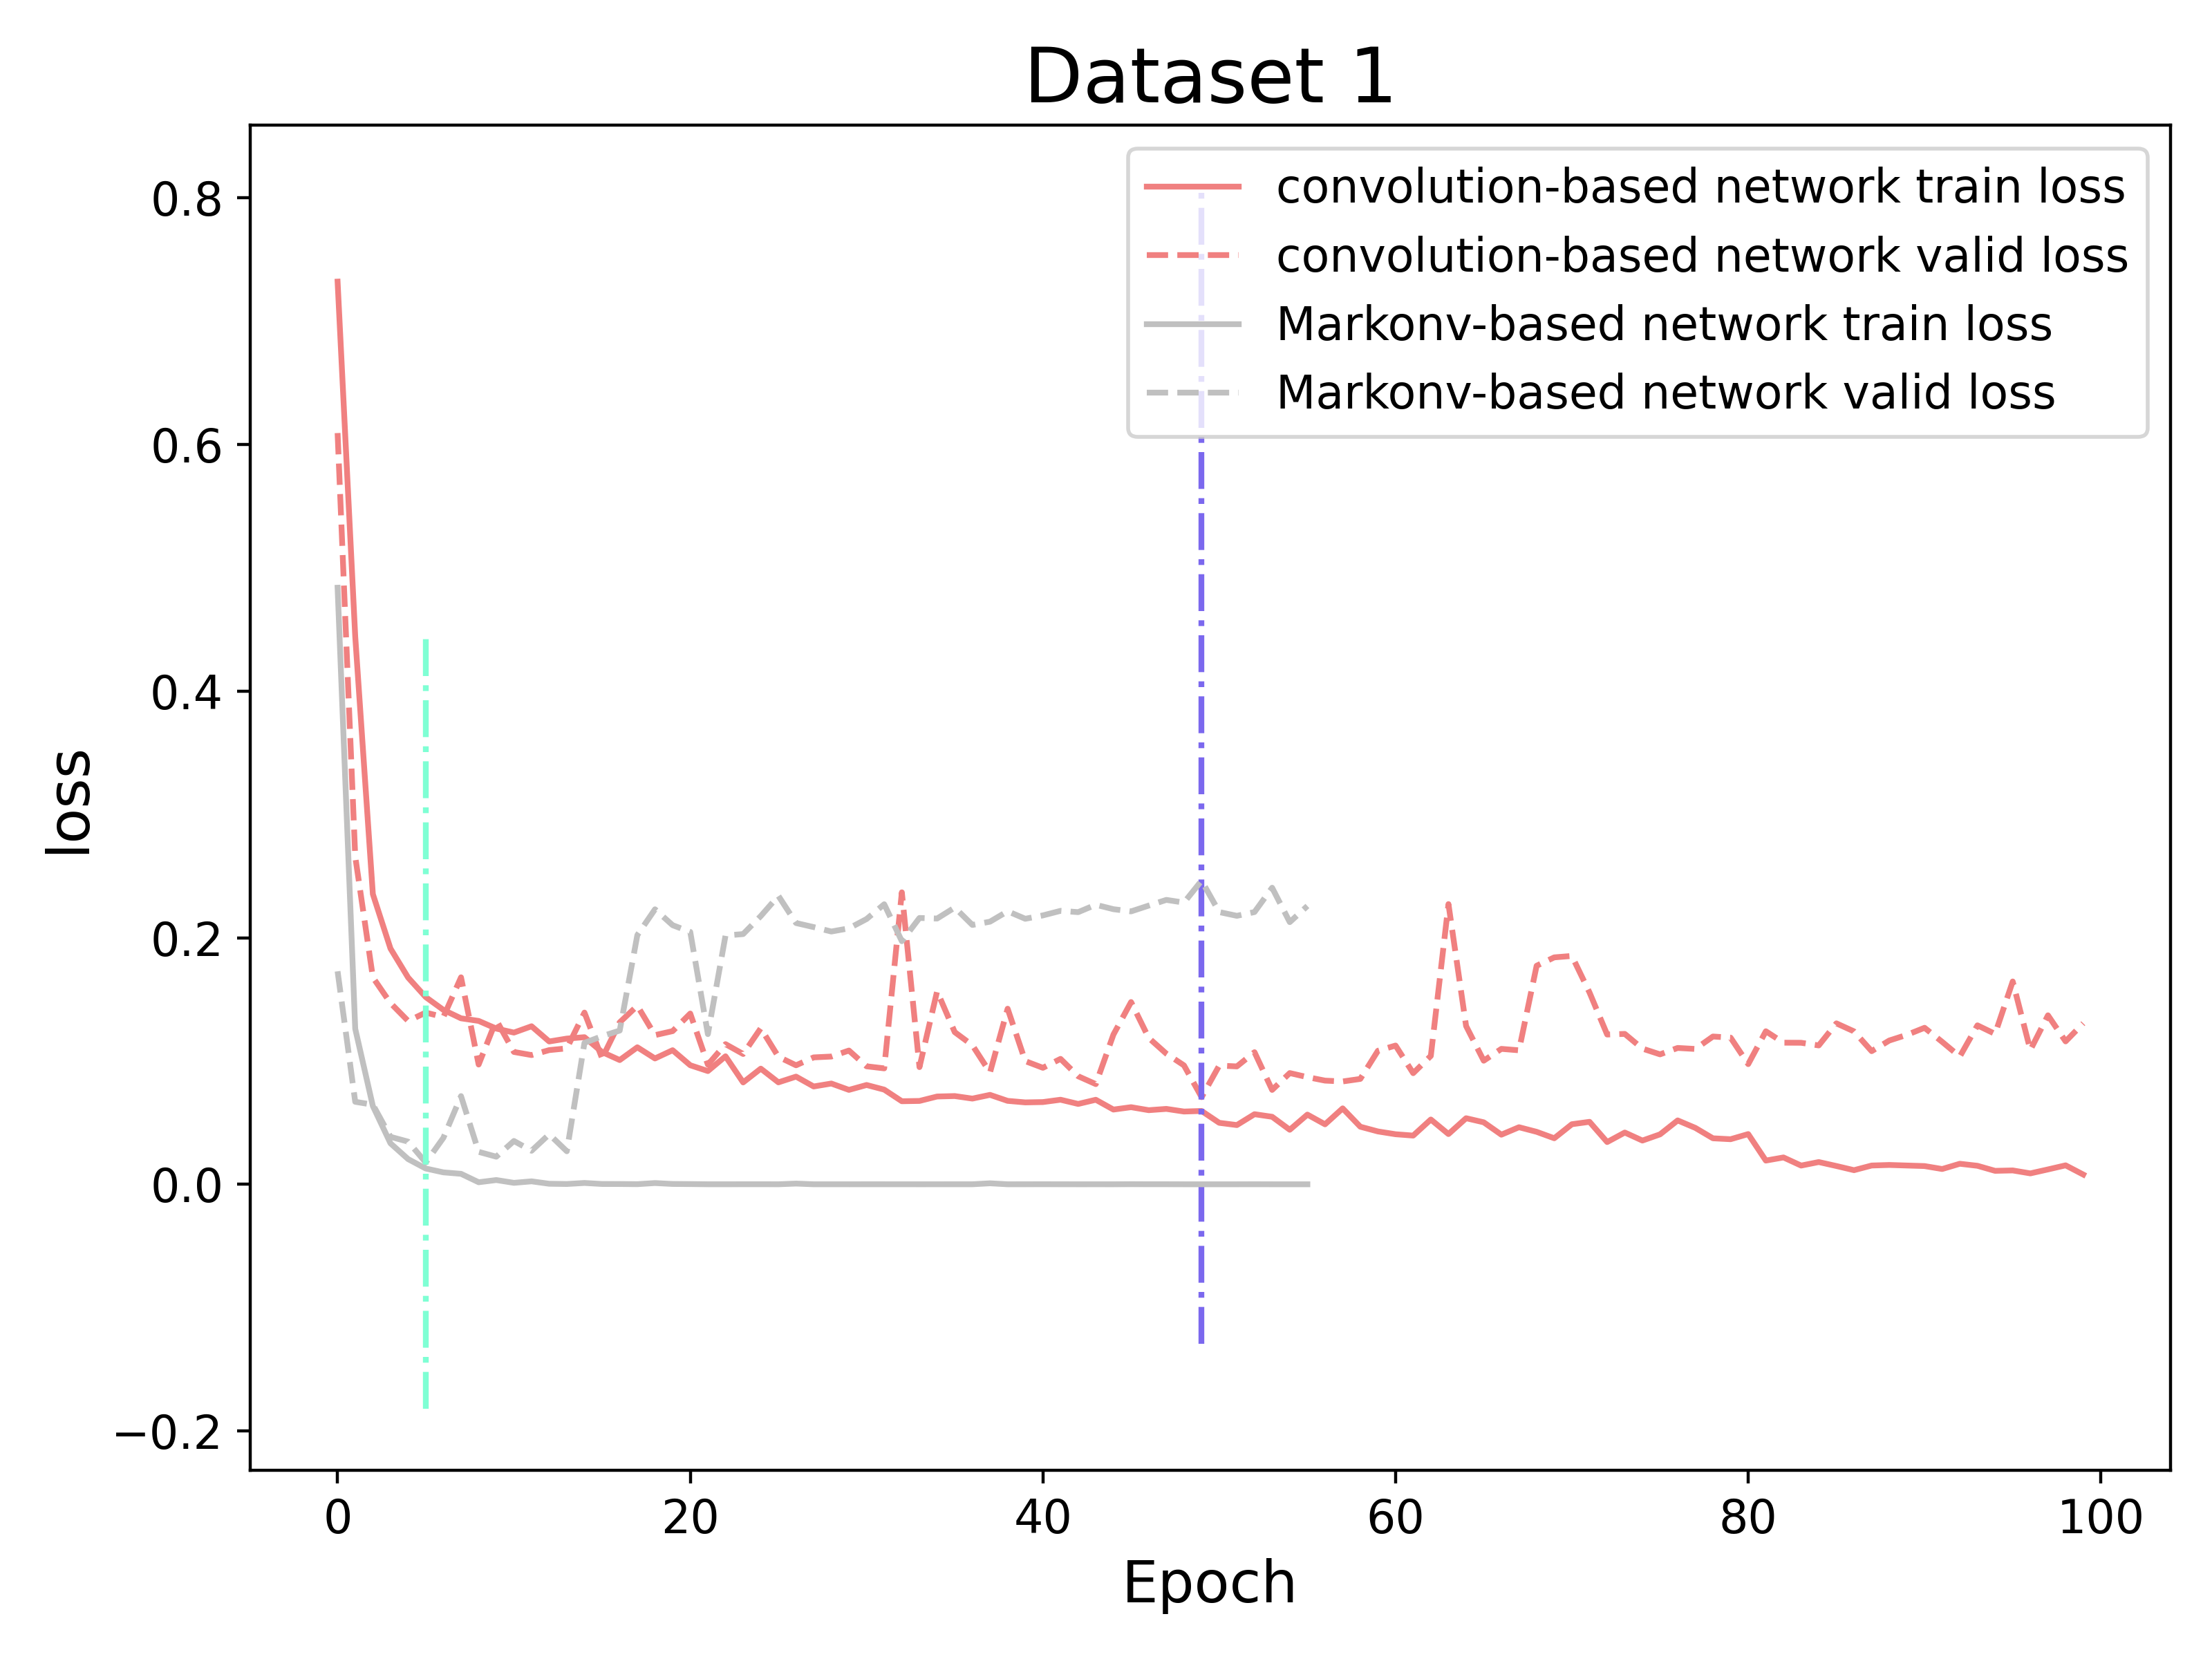 Dataset 1
convolution-based network train loss
convolution-based network valid loss
Markonv-based network train loss
Markonv-based network valid loss
0.8
0.6
0.4
0.2
0.0
−0.2
loss
0 20 40 60 80 100
Epoch